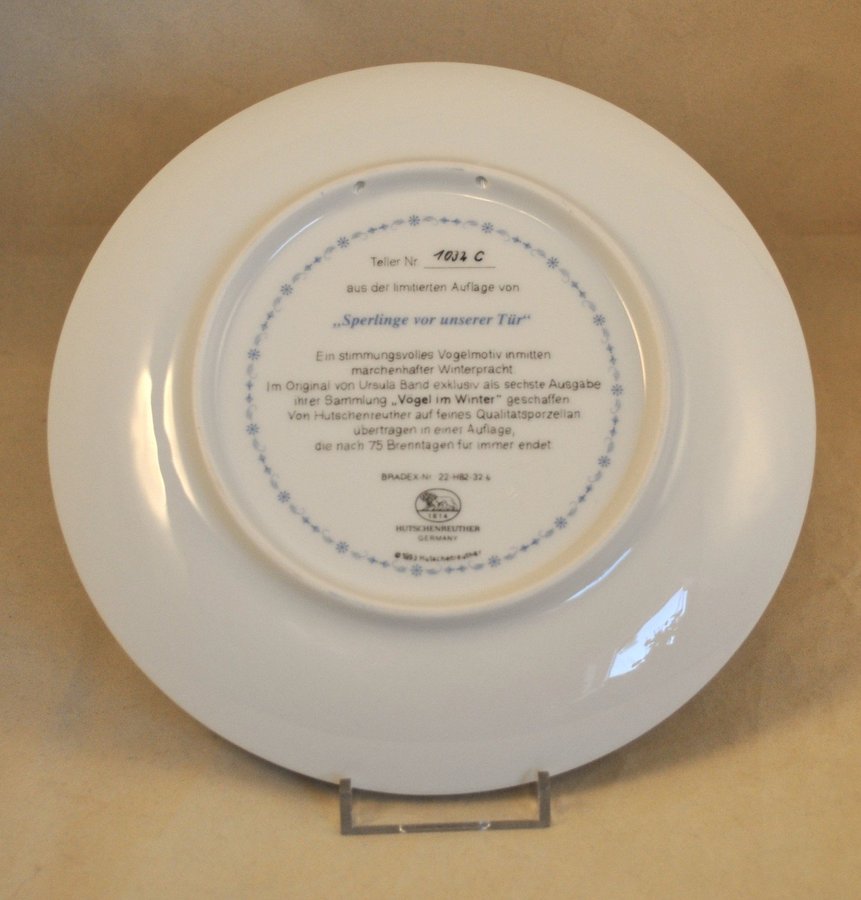 Teller Nr.
aus der limitierten Auflage von
„Sperlinge vor unserer Tür“
Ein stimmungsvolles Vogelmotiv inmitten
märchenhafter Winterpracht.
Im Original von Ursula Band exklusiv als sechste Ausgabe
ihrer Sammlung „Vögel im Winter“ geschaffen.
Von Hutschenreuther auf feines Qualitätsporzellan
übertragen in einer Auflage,
die nach 75 Brenntagen für immer endet.
BRADEX-Nr. 22-H82-32.4
1814
HUTSCHENREUTHER
GERMANY
© Hutschenreuther